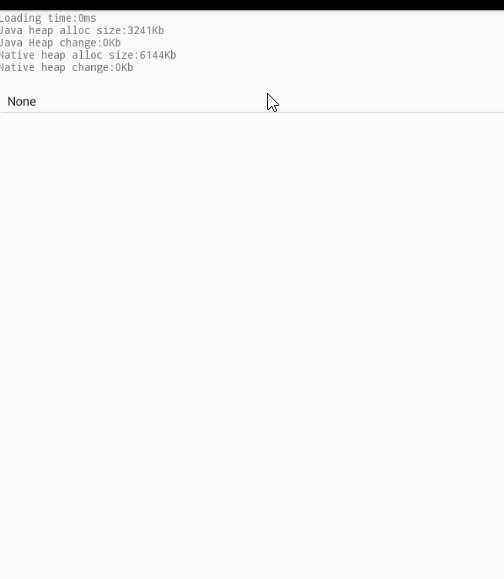 Loading time:0ms
Java heap alloc size:3241Kb
Java Heap change:0Kb
Native heap alloc size:6144Kb
Native heap change:0Kb
None